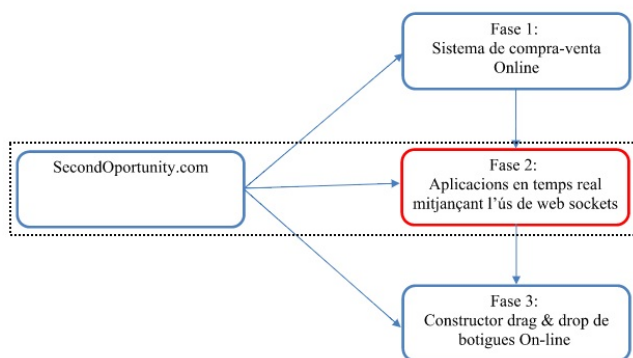 Fase 1:
Sistema de compra-venta
Online
SecondOportunity.com
Fase 2:
Aplicacions en temps real
mitjançant l'ús de web sockets
Fase 3:
Constructor drag & drop de
botigues On-line